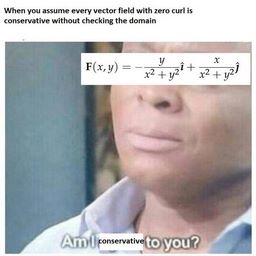 When you assume every vector field with zero curl is
conservative without checking the domain
F(x, y) = − y/(x² + y²) î + x/(x² + y²) ĵ
Am I conservative to you?